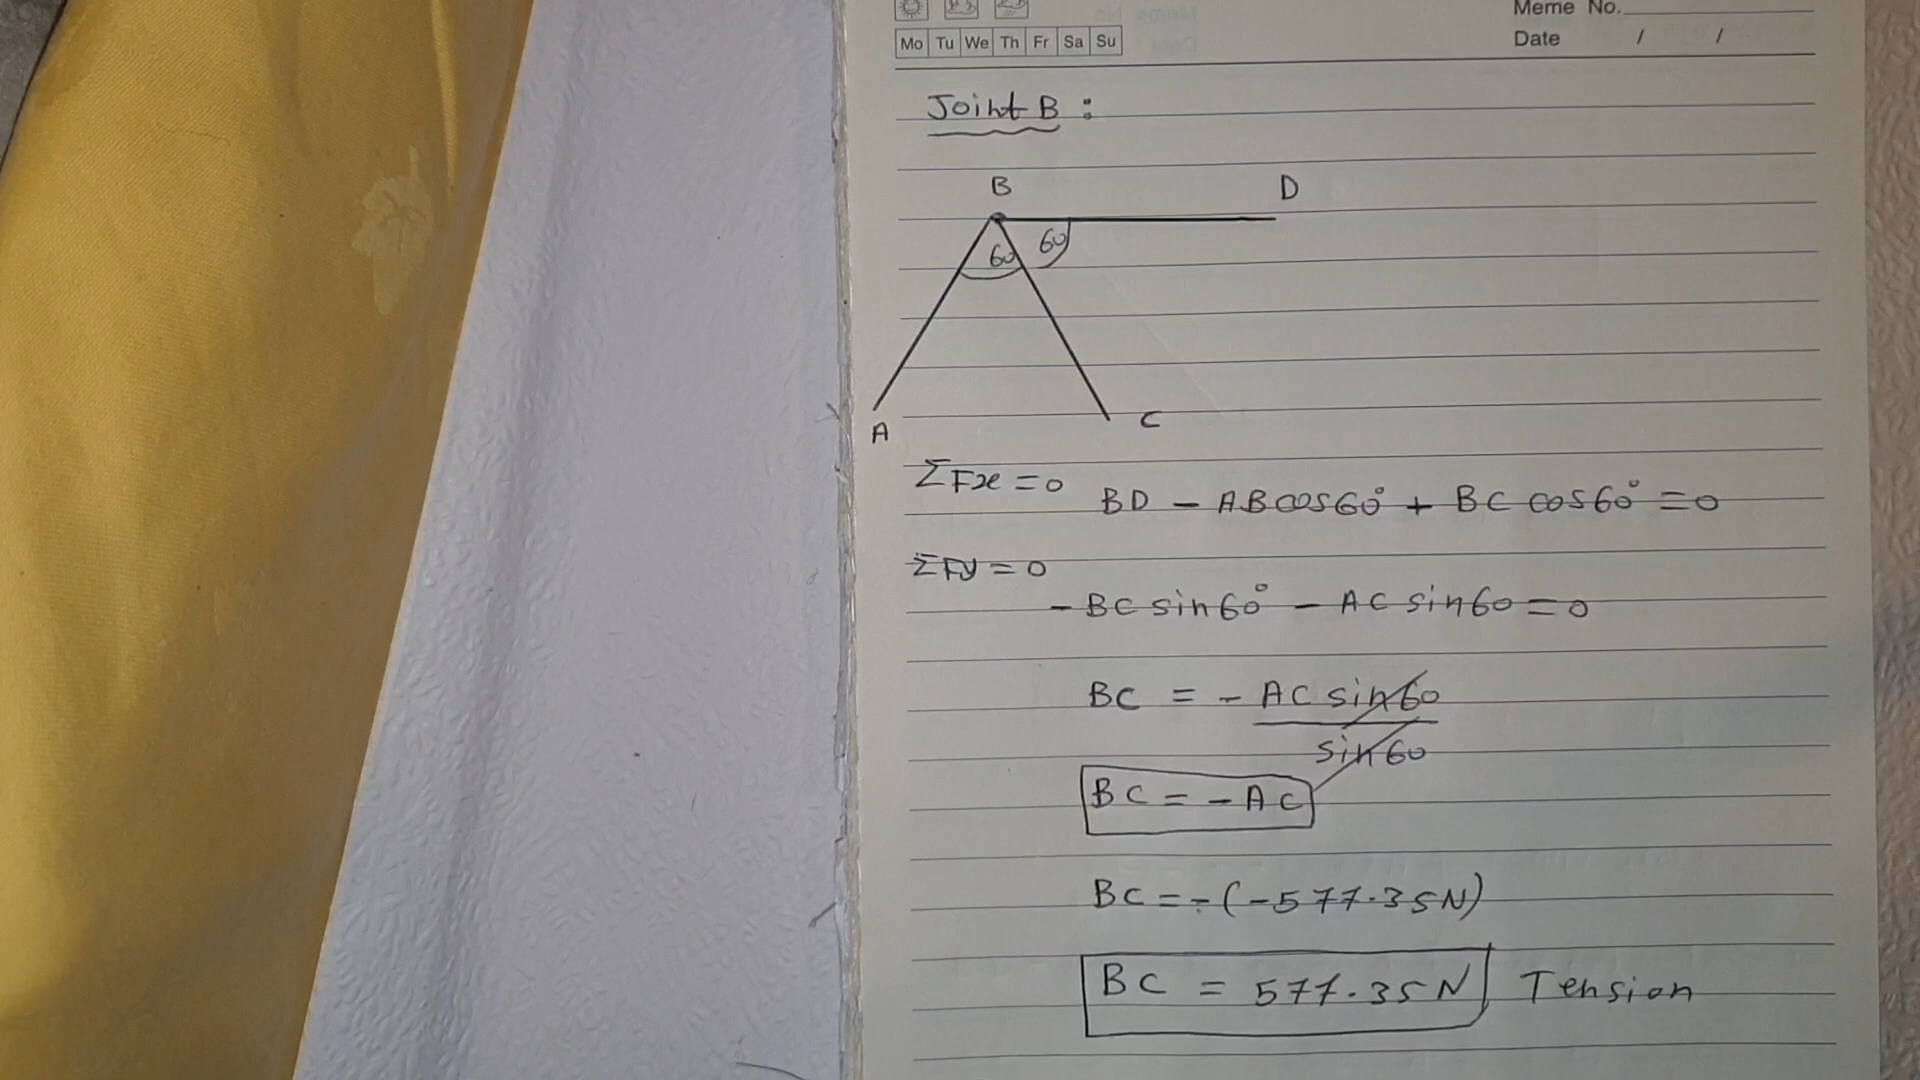 Meme No.
Mo Tu We Th Fr Sa Su
Date / /
Joint B :
B D
60 60
A C
ΣFx = 0 BD - AB cos60° + BC cos60° = 0
ΣFy = 0
- BC sin60° - AC sin60 = 0
BC = - AC sin60
sin60
BC = - AC
BC = - (-577.35N)
BC = 577.35N Tension